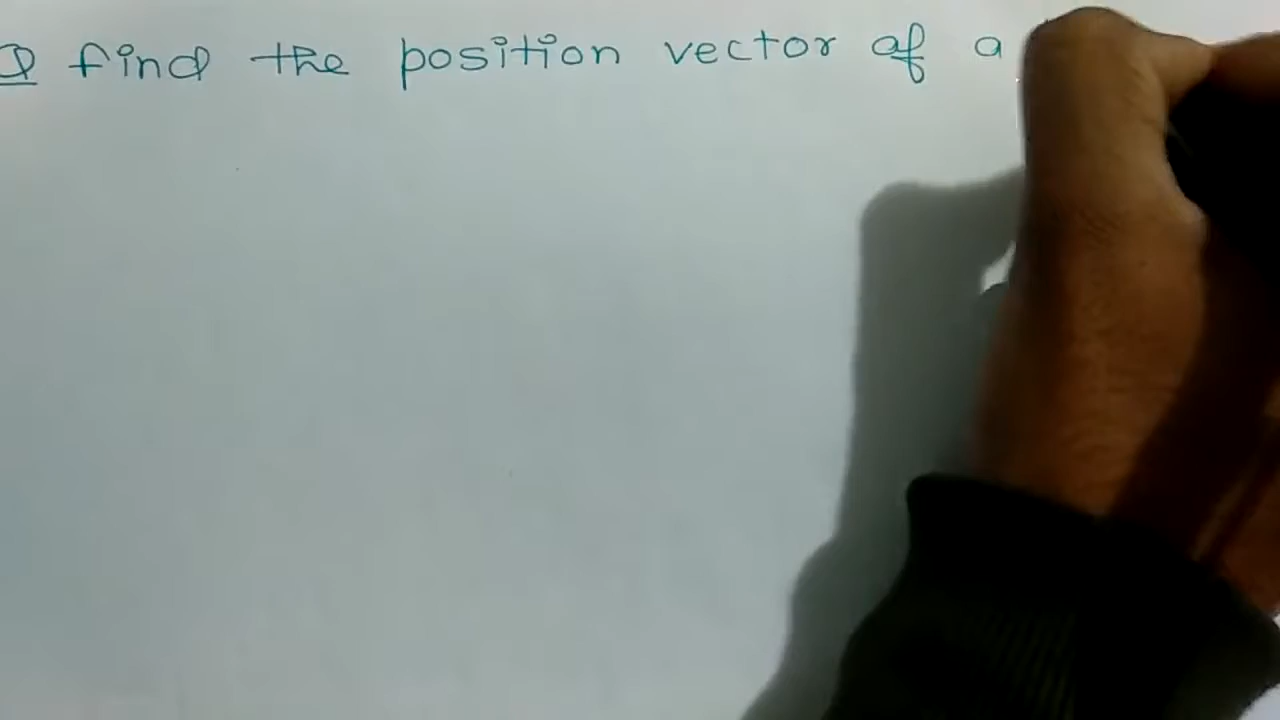 Q find the position vector of a